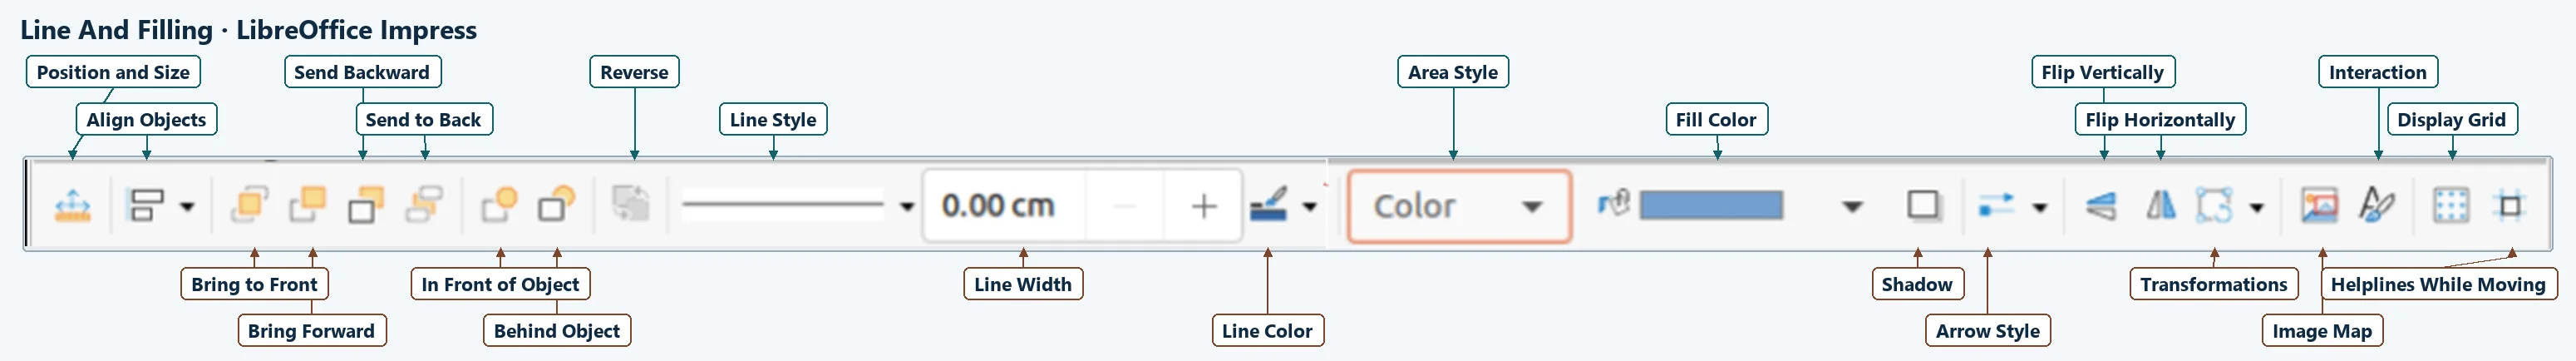 Line And Filling · LibreOffice Impress
Position and Size
Send Backward
Reverse
Area Style
Flip Vertically
Interaction
Align Objects
Send to Back
Line Style
Fill Color
Flip Horizontally
Display Grid
0.00 cm
Color
Bring to Front
In Front of Object
Line Width
Shadow
Transformations
Helplines While Moving
Bring Forward
Behind Object
Line Color
Arrow Style
Image Map